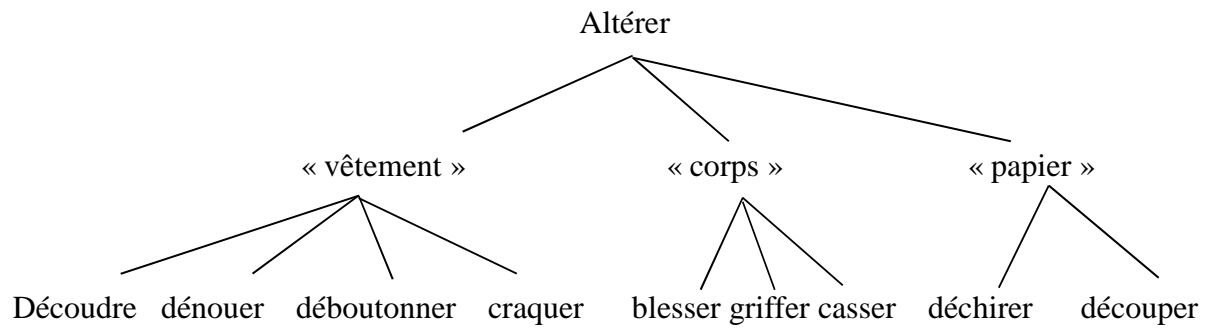 Altérer
« vêtement » « corps » « papier »
Découdre dénouer déboutonner craquer blesser griffer casser déchirer découper